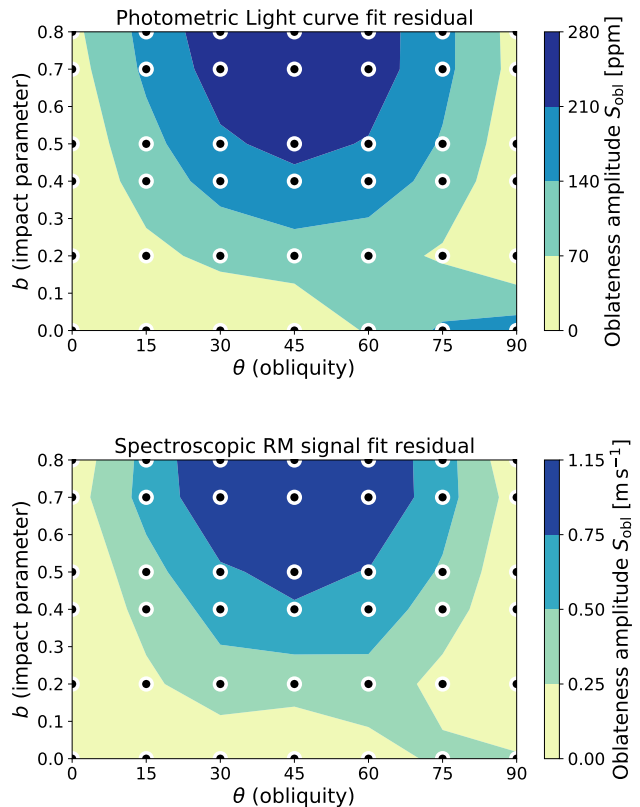 Photometric Light curve fit residual
0.8
0.7
0.6
0.5
0.4
0.3
0.2
0.1
0.0
b (impact parameter)
0 15 30 45 60 75 90
θ (obliquity)
280
210
140
70
0
Oblateness amplitude S_obl [ppm]
Spectroscopic RM signal fit residual
0.8
0.7
0.6
0.5
0.4
0.3
0.2
0.1
0.0
b (impact parameter)
0 15 30 45 60 75 90
θ (obliquity)
1.15
0.75
0.50
0.25
0.00
Oblateness amplitude S_obl [m s⁻¹]